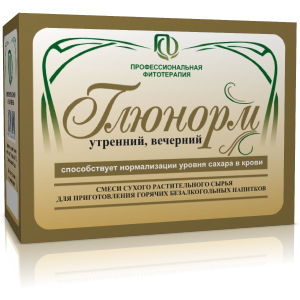 ПРОФЕССИОНАЛЬНАЯ
ФИТОТЕРАПИЯ
Глюнорм
утренний, вечерний
способствует нормализации уровня сахара в крови
СМЕСИ СУХОГО РАСТИТЕЛЬНОГО СЫРЬЯ
ДЛЯ ПРИГОТОВЛЕНИЯ ГОРЯЧИХ БЕЗАЛКОГОЛЬНЫХ НАПИТКОВ